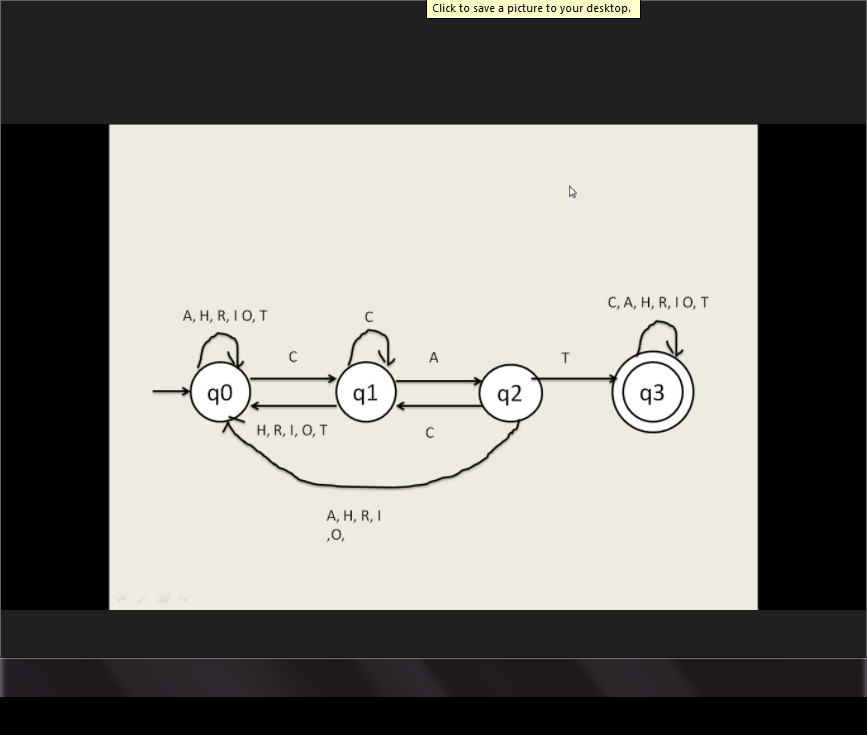 Click to save a picture to your desktop.
C, A, H, R, I O, T
A, H, R, I O, T
C
C
A
T
q0
q1
q2
q3
H, R, I, O, T
C
A, H, R, I
,O,